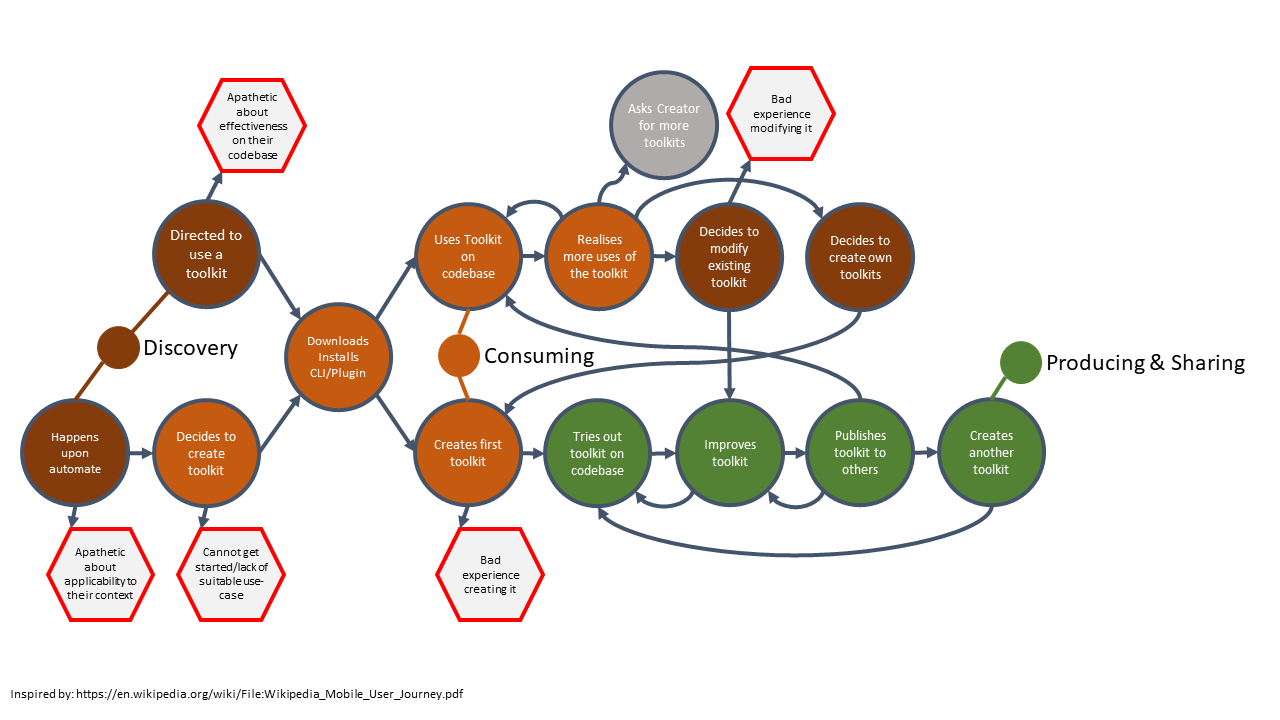 Apathetic
about
effectiveness
on their
codebase
Asks Creator
for more
toolkits
Bad
experience
modifying it
Directed to
use a
toolkit
Uses Toolkit
on
codebase
Realises
more uses of
the toolkit
Decides to
modify
existing
toolkit
Decides to
create own
toolkits
Discovery
Downloads
Installs
CLI/Plugin
Consuming
Producing & Sharing
Happens
upon
automate
Decides to
create
toolkit
Creates first
toolkit
Tries out
toolkit on
codebase
Improves
toolkit
Publishes
toolkit to
others
Creates
another
toolkit
Apathetic
about
applicability to
their context
Cannot get
started/lack of
suitable use-
case
Bad
experience
creating it
Inspired by: https://en.wikipedia.org/wiki/File:Wikipedia_Mobile_User_Journey.pdf